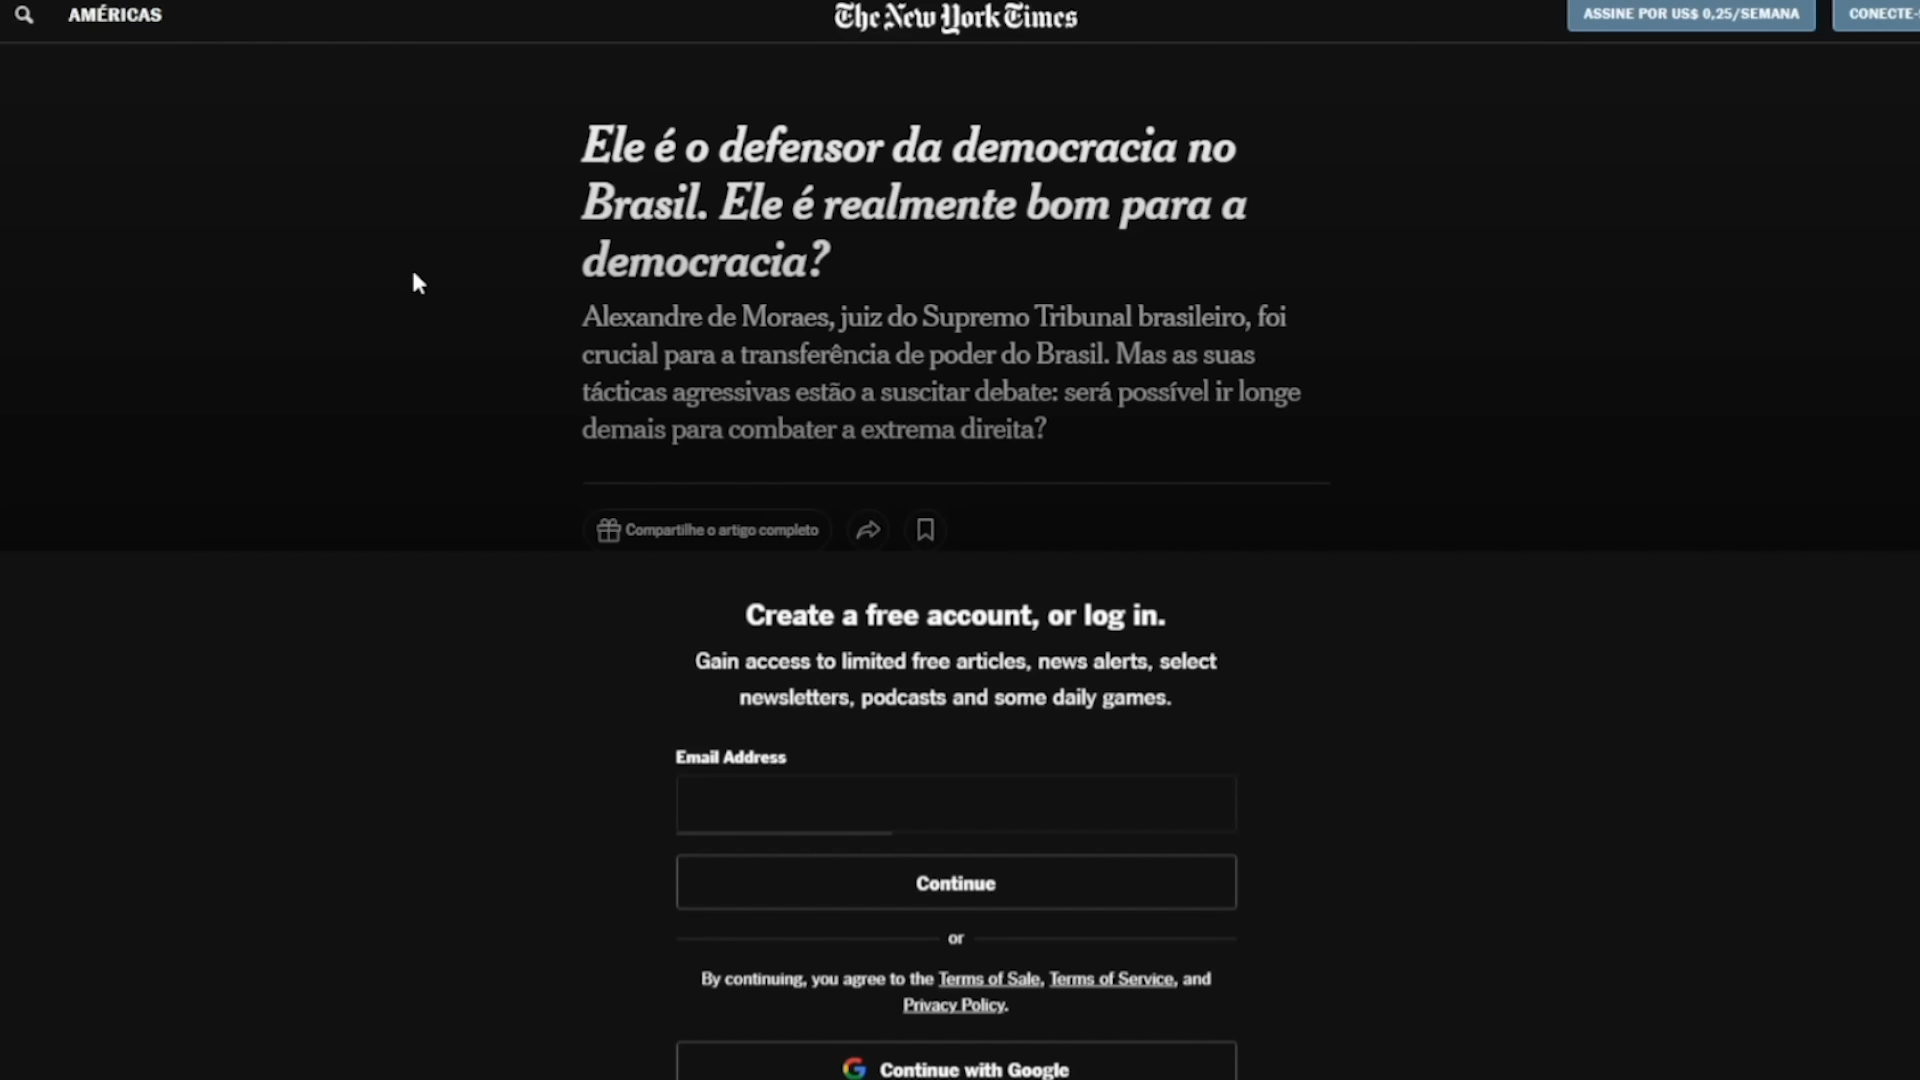 AMÉRICAS
The New York Times
ASSINE POR US$ 0,25/SEMANA
CONECTE-
Ele é o defensor da democracia no
Brasil. Ele é realmente bom para a
democracia?
Alexandre de Moraes, juiz do Supremo Tribunal brasileiro, foi
crucial para a transferência de poder do Brasil. Mas as suas
tácticas agressivas estão a suscitar debate: será possível ir longe
demais para combater a extrema direita?
Compartilhe o artigo completo
Create a free account, or log in.
Gain access to limited free articles, news alerts, select
newsletters, podcasts and some daily games.
Email Address
Continue
or
By continuing, you agree to the Terms of Sale, Terms of Service, and
Privacy Policy.
Continue with Google